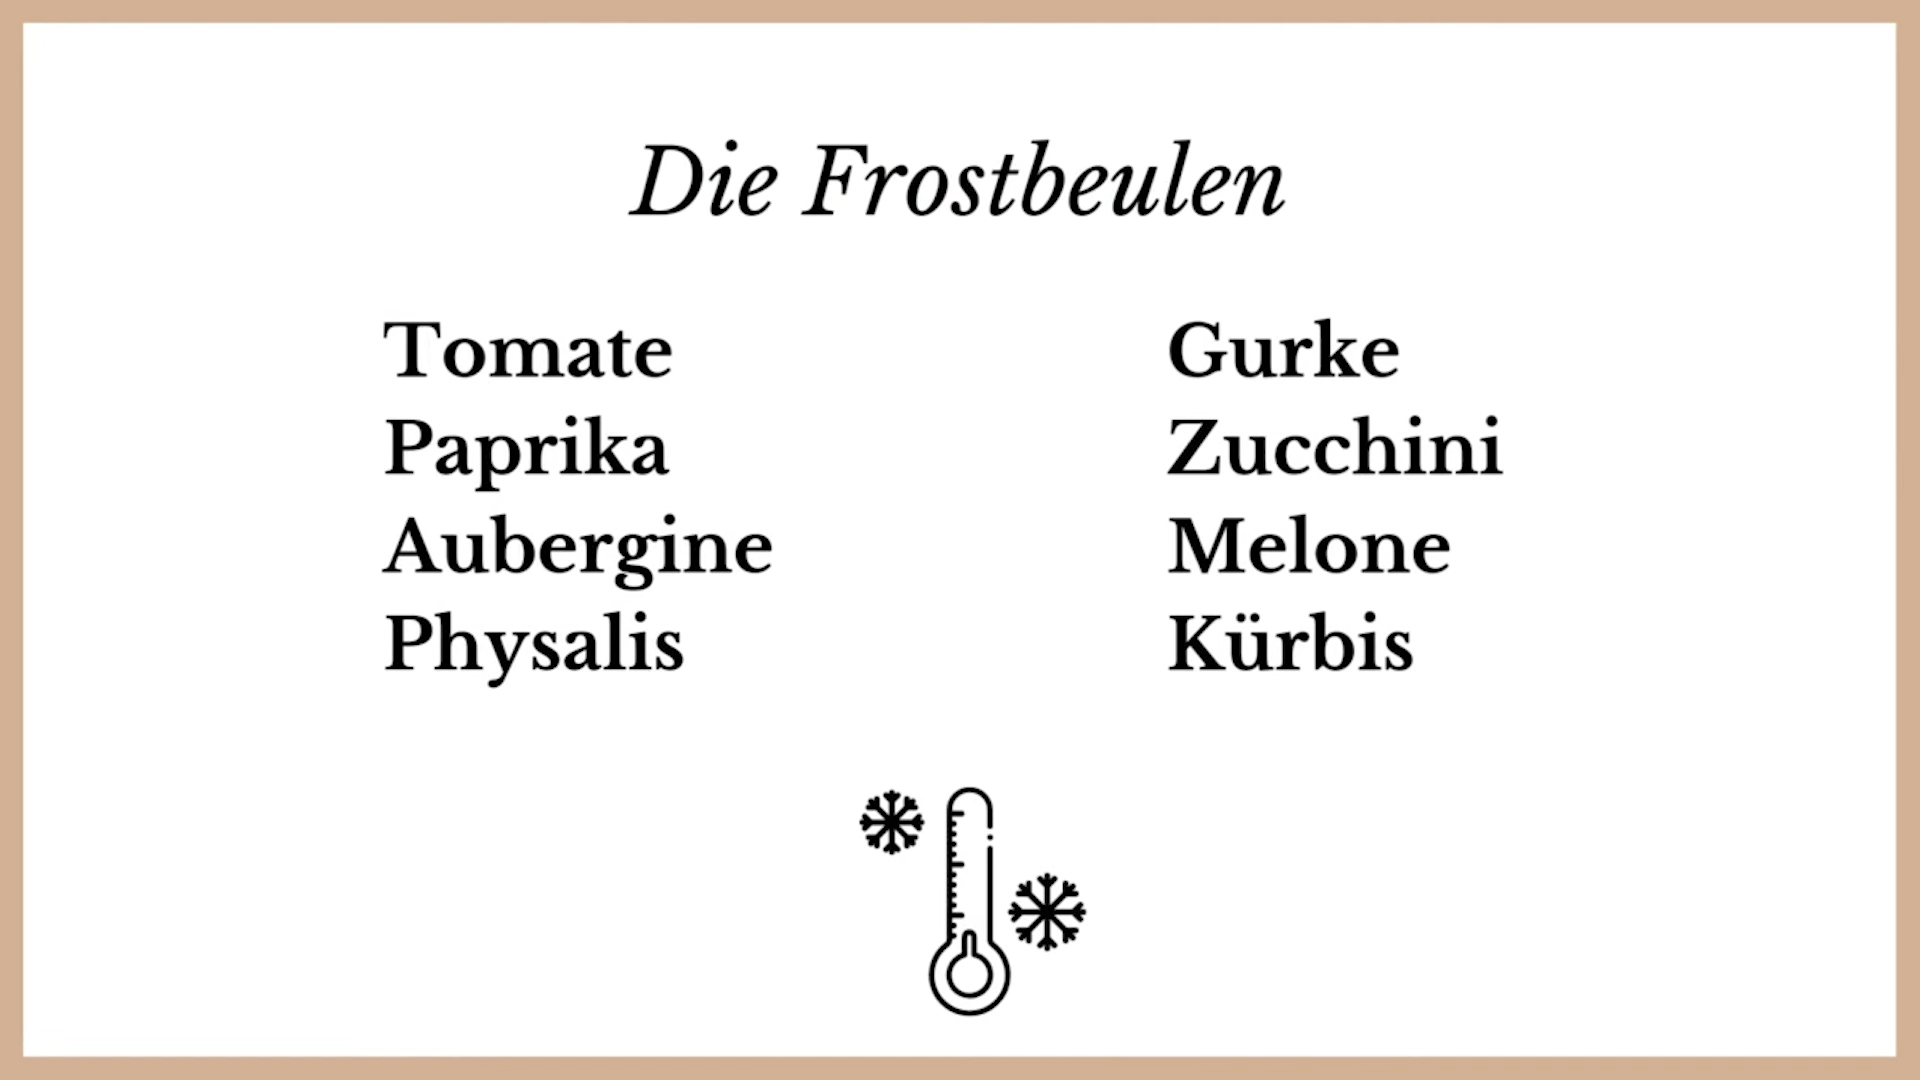 Die Frostbeulen
Tomate
Paprika
Aubergine
Physalis
Gurke
Zucchini
Melone
Kürbis